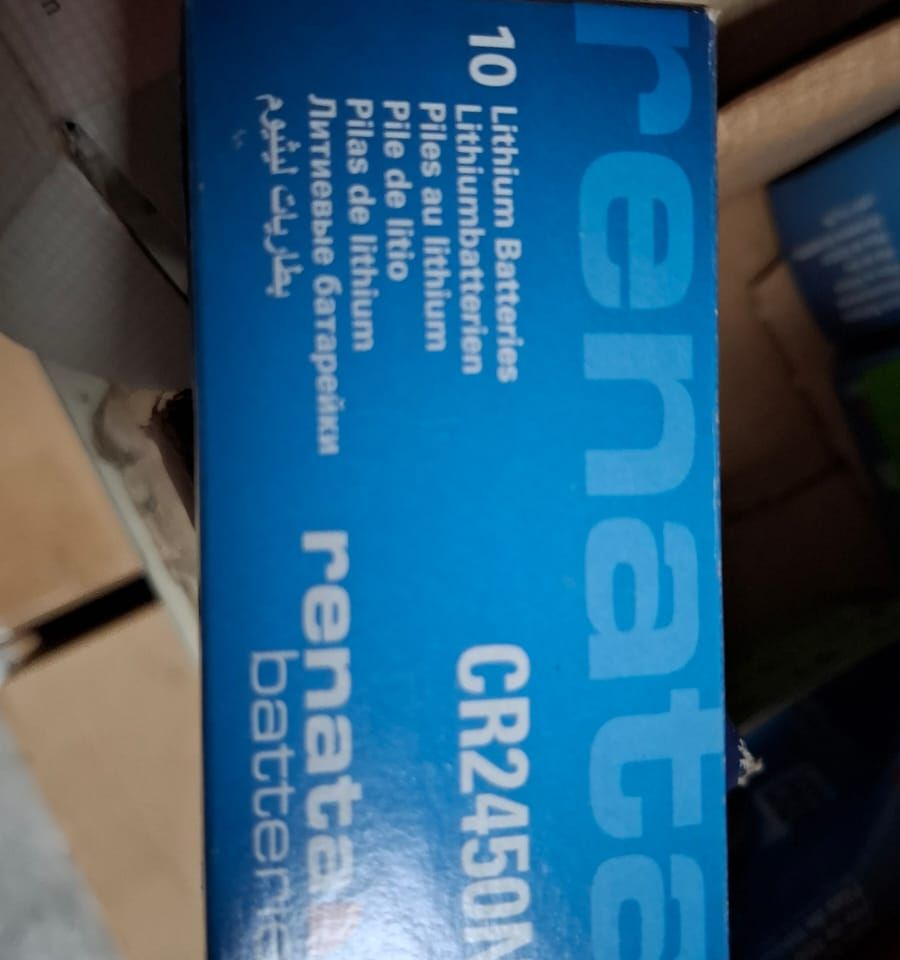 renata
10 Lithium Batteries
Lithiumbatterien
Piles au lithium
Pile de litio
Pilas de lithium
Литиевые батарейки
بطاريات ليثيوم
CR2450N
renata
batteries